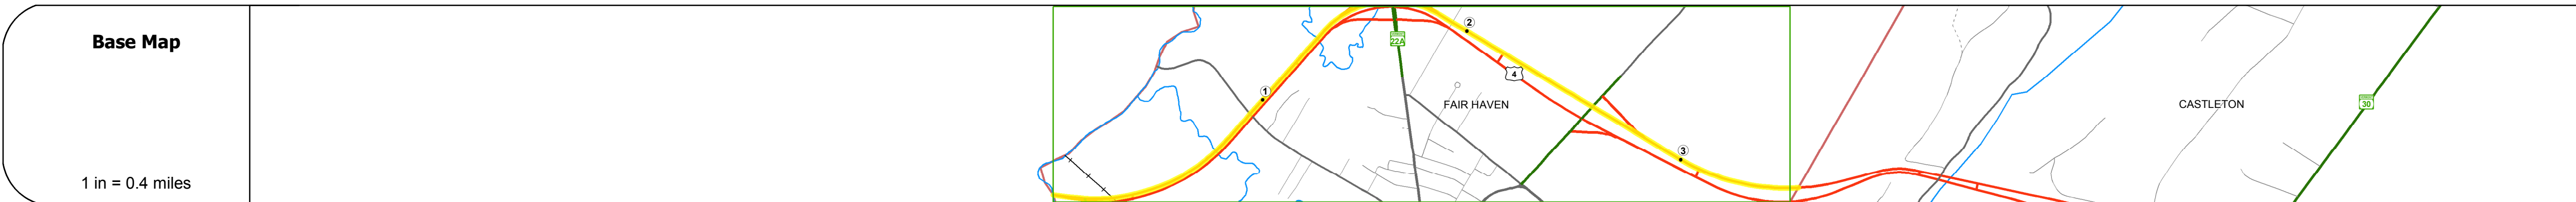 Base Map
1 in = 0.4 miles
1
22A
2
4
FAIR HAVEN
3
CASTLETON
30